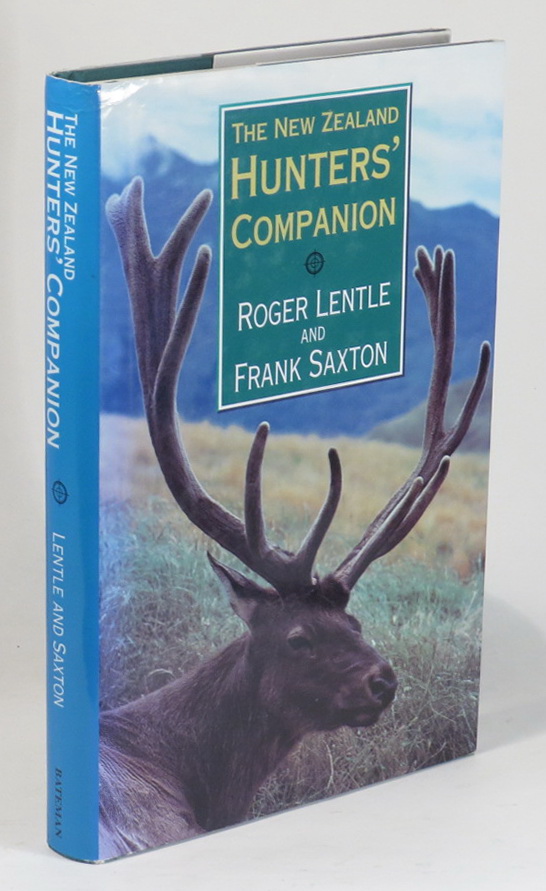 THE NEW ZEALAND
HUNTERS'
COMPANION
ROGER LENTLE
AND
FRANK SAXTON
THE NEW ZEALAND
HUNTERS' COMPANION
LENTLE AND SAXTON
BATEMAN